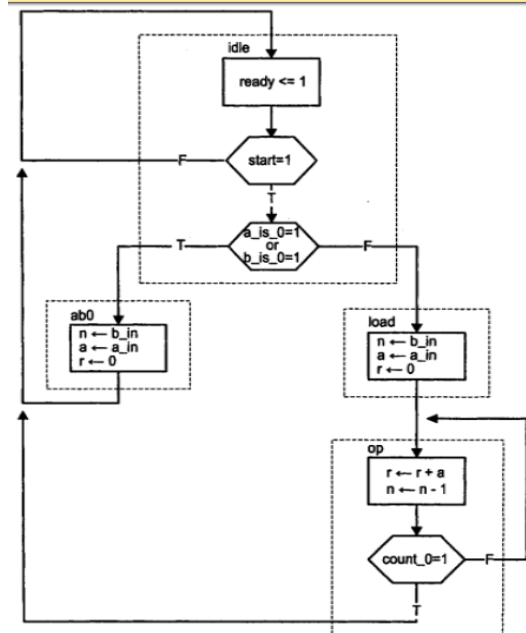 idle
ready <= 1
start=1
F
T
a_is_0=1
or
b_is_0=1
T
F
ab0
n ← b_in
a ← a_in
r ← 0
load
n ← b_in
a ← a_in
r ← 0
op
r ← r + a
n ← n - 1
count_0=1
F
T